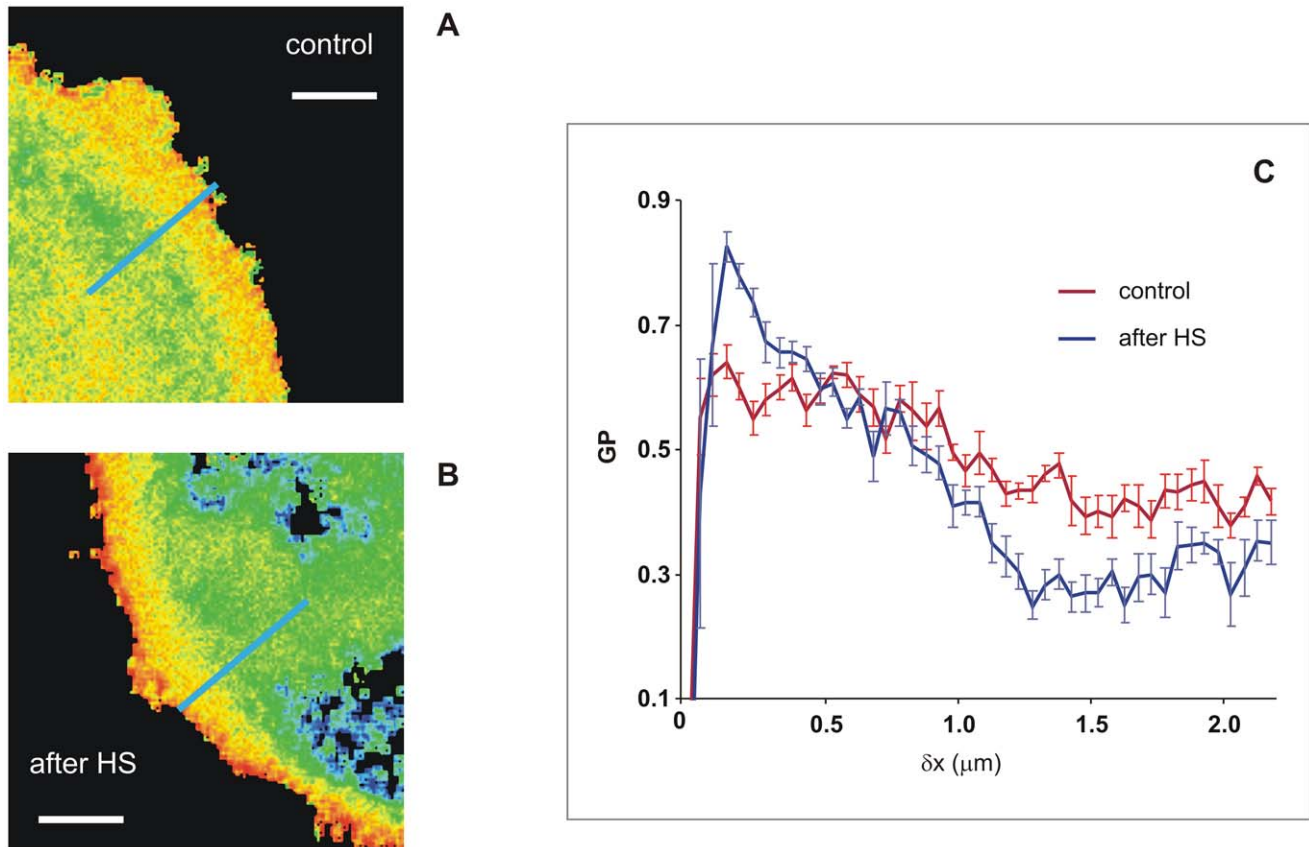 A
control
B
after HS
C
0.9
0.7
0.5
0.3
0.1
GP
control
after HS
0
0.5
1.0
1.5
2.0
δx (μm)